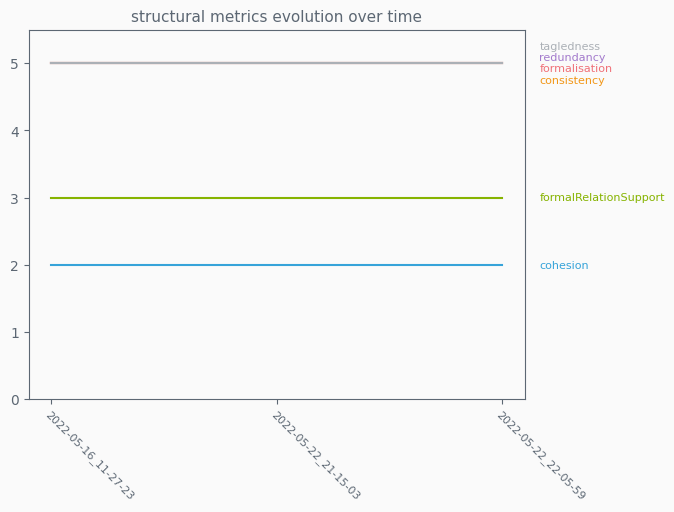 structural metrics evolution over time
5
4
3
2
1
0
tagledness
redundancy
formalisation
consistency
formalRelationSupport
cohesion
2022-05-16_11-27-23
2022-05-22_21-15-03
2022-05-22_22-05-59